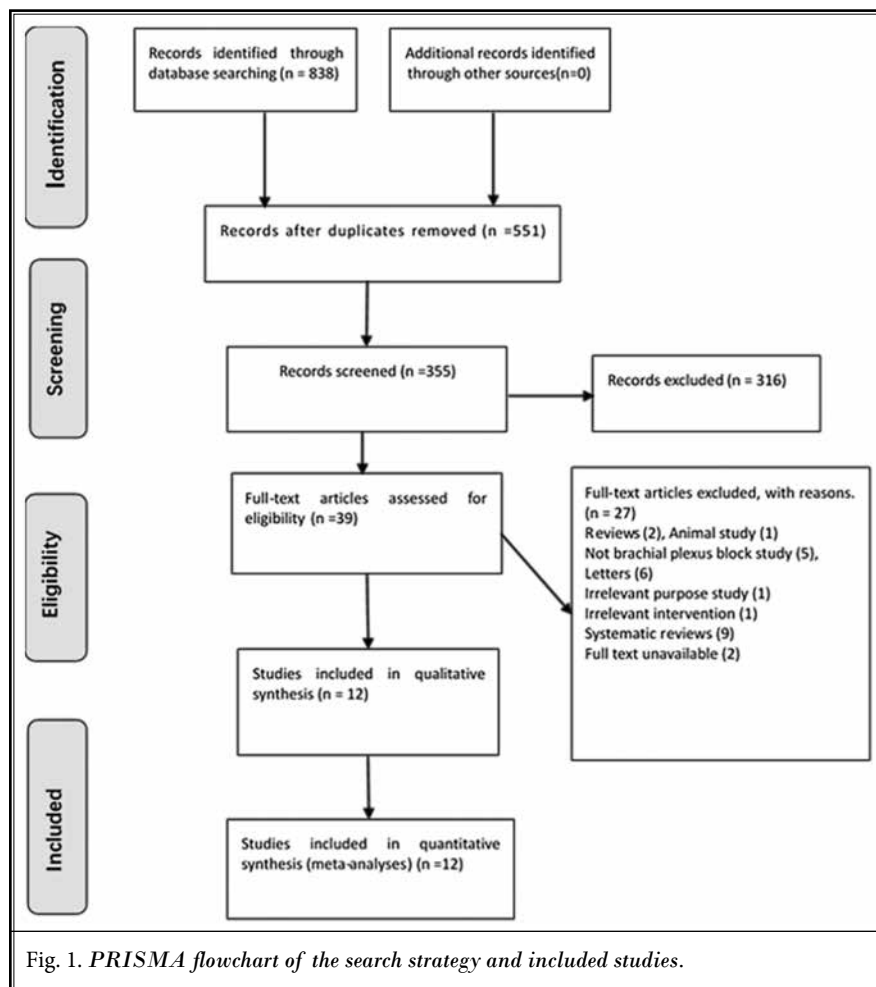 Identification
Records identified through
database searching (n = 838)
Additional records identified
through other sources(n=0)
Records after duplicates removed (n =551)
Screening
Records screened (n =355)
Records excluded (n = 316)
Eligibility
Full-text articles assessed for
eligibility (n =39)
Full-text articles excluded, with reasons.
(n = 27)
Reviews (2), Animal study (1)
Not brachial plexus block study (5),
Letters (6)
Irrelevant purpose study (1)
Irrelevant intervention (1)
Systematic reviews (9)
Full text unavailable (2)
Studies included in qualitative
synthesis (n = 12)
Included
Studies included in quantitative
synthesis (meta-analyses) (n =12)
Fig. 1. PRISMA flowchart of the search strategy and included studies.